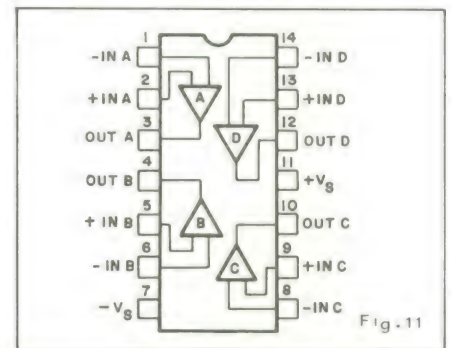 1
-IN A
2
+IN A
3
OUT A
4
OUT B
5
+ IN B
6
-IN B
7
-VS
14
- IN D
13
+IN D
12
OUT D
11
+VS
10
OUT C
9
+IN C
8
-IN C
A
D
B
C
Fig.11